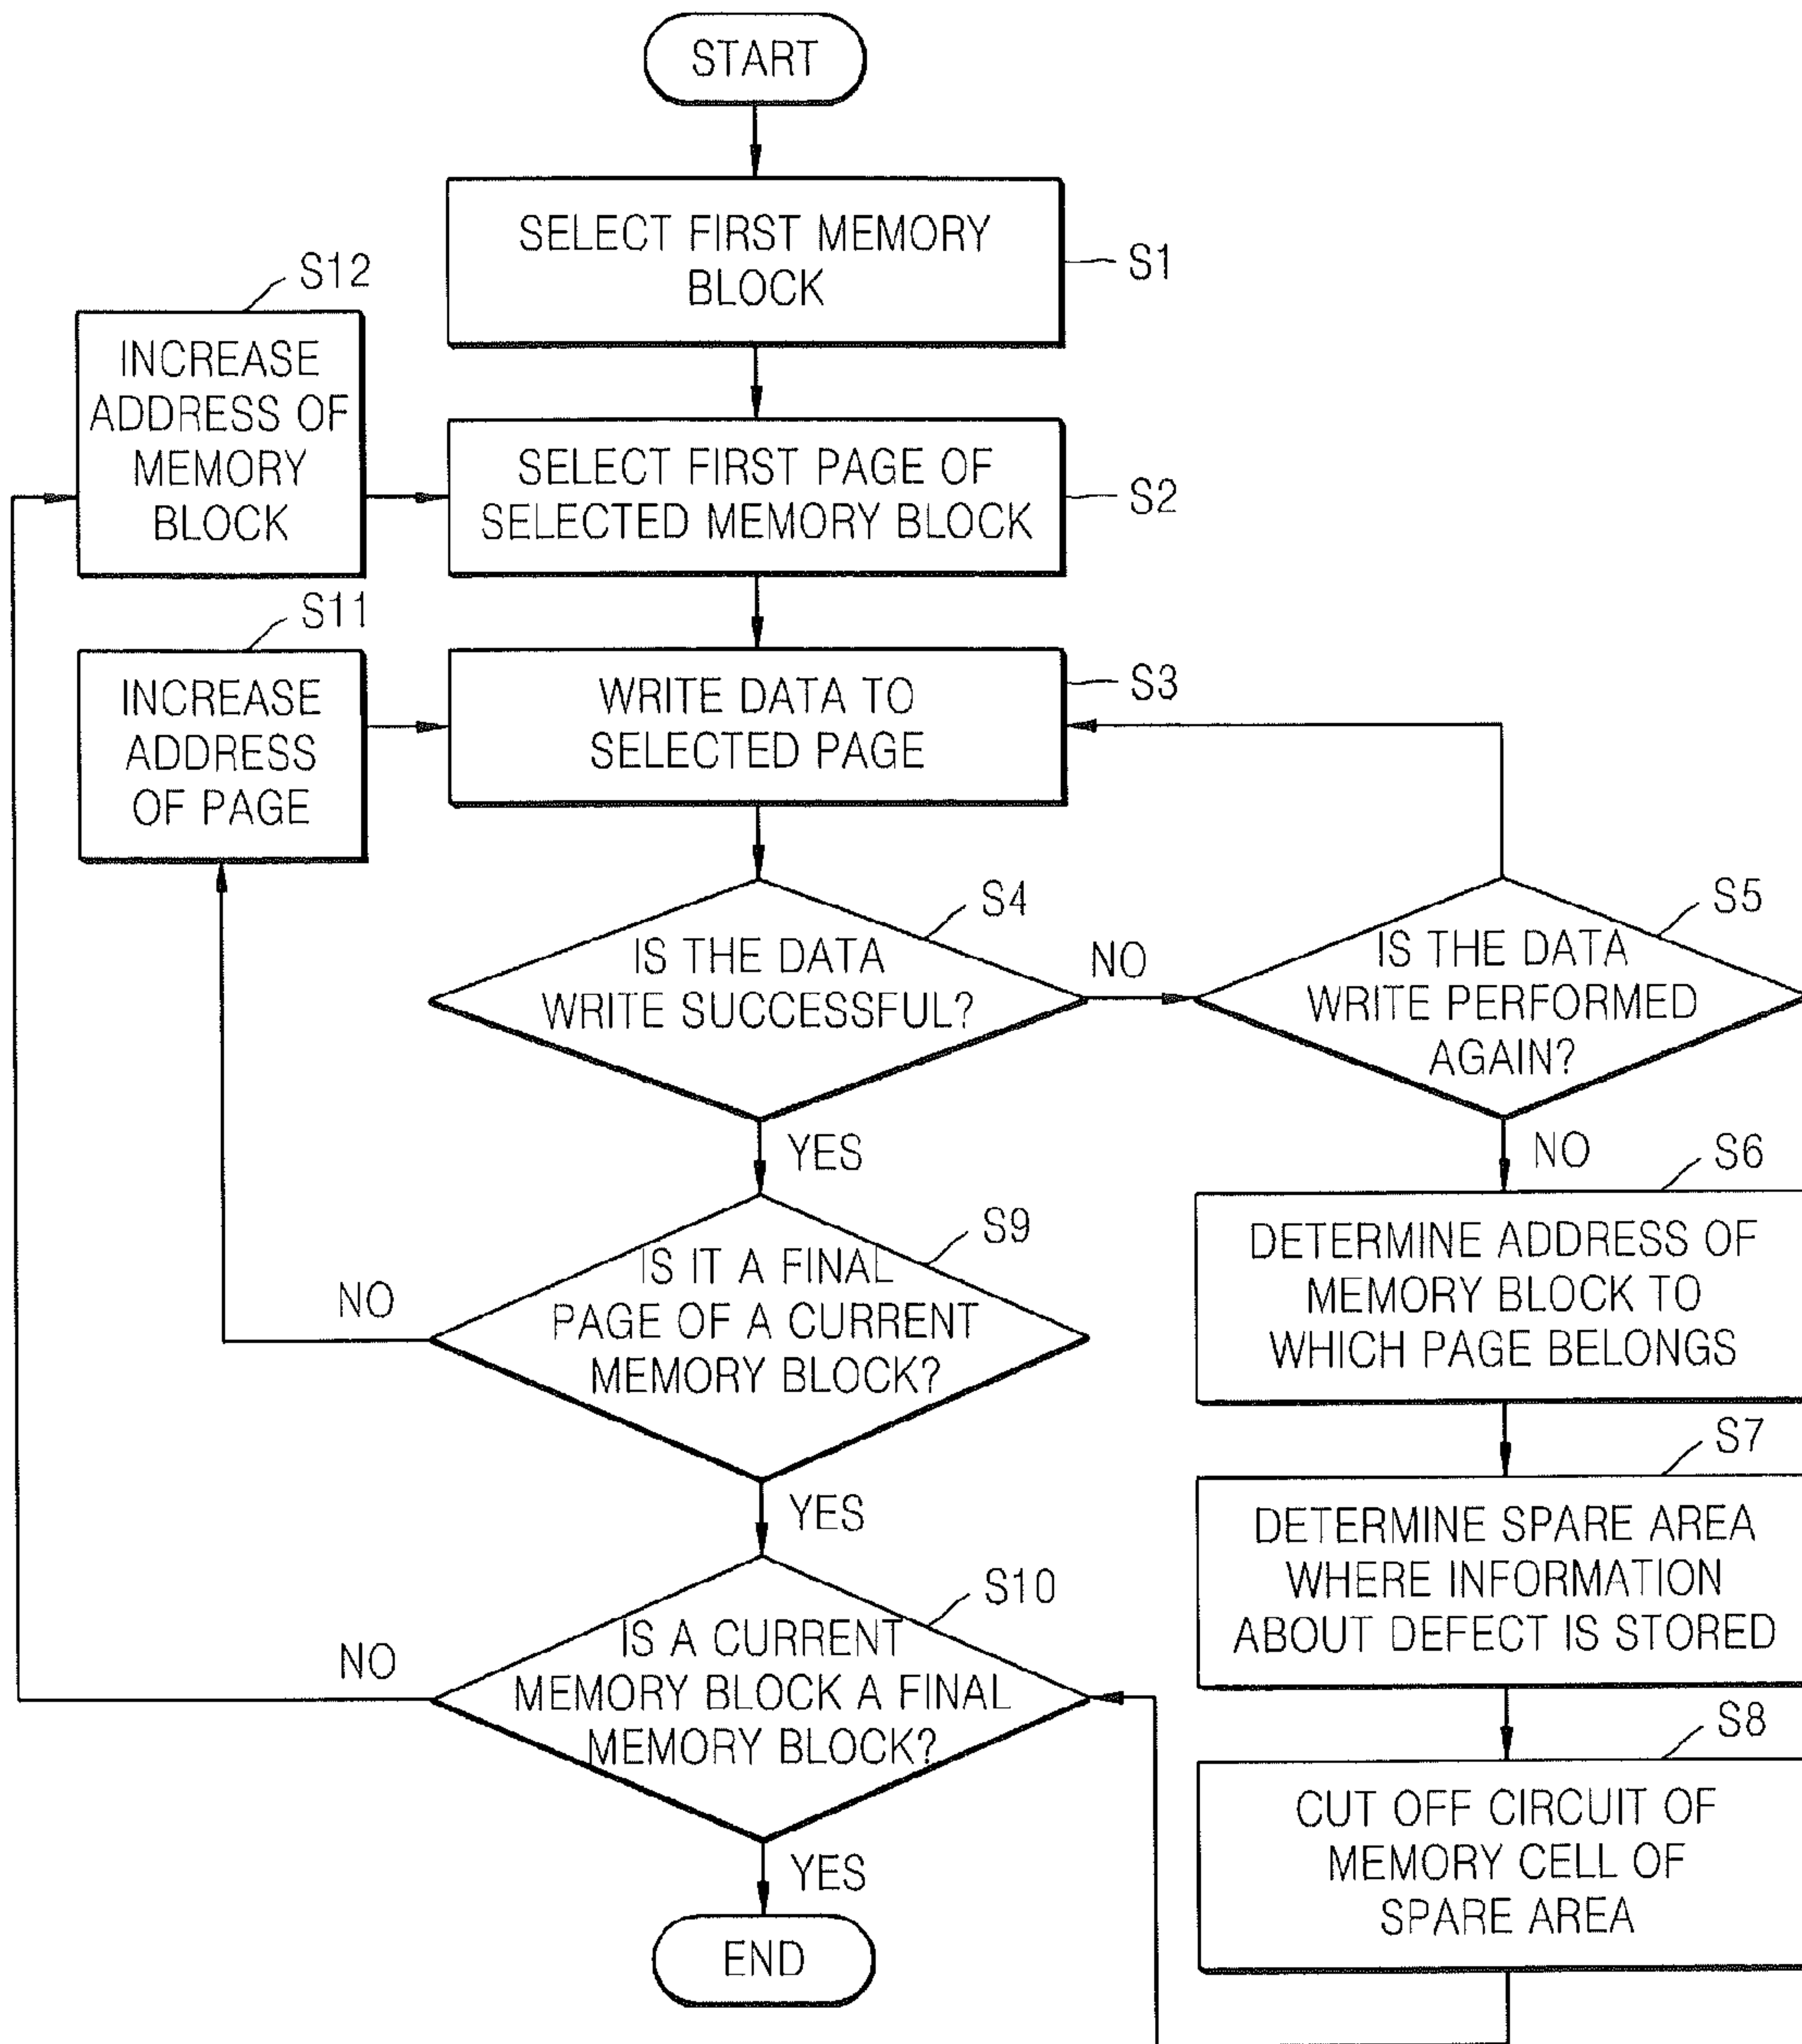 START
SELECT FIRST MEMORY
BLOCK
S1
S12
INCREASE
ADDRESS OF
MEMORY
BLOCK
SELECT FIRST PAGE OF
SELECTED MEMORY BLOCK
S2
S11
INCREASE
ADDRESS
OF PAGE
WRITE DATA TO
SELECTED PAGE
S3
S4
IS THE DATA
WRITE SUCCESSFUL?
NO
S5
IS THE DATA
WRITE PERFORMED
AGAIN?
YES
NO
S6
DETERMINE ADDRESS OF
MEMORY BLOCK TO
WHICH PAGE BELONGS
S9
IS IT A FINAL
PAGE OF A CURRENT
MEMORY BLOCK?
NO
YES
S7
DETERMINE SPARE AREA
WHERE INFORMATION
ABOUT DEFECT IS STORED
S10
IS A CURRENT
MEMORY BLOCK A FINAL
MEMORY BLOCK?
NO
S8
CUT OFF CIRCUIT OF
MEMORY CELL OF
SPARE AREA
YES
END